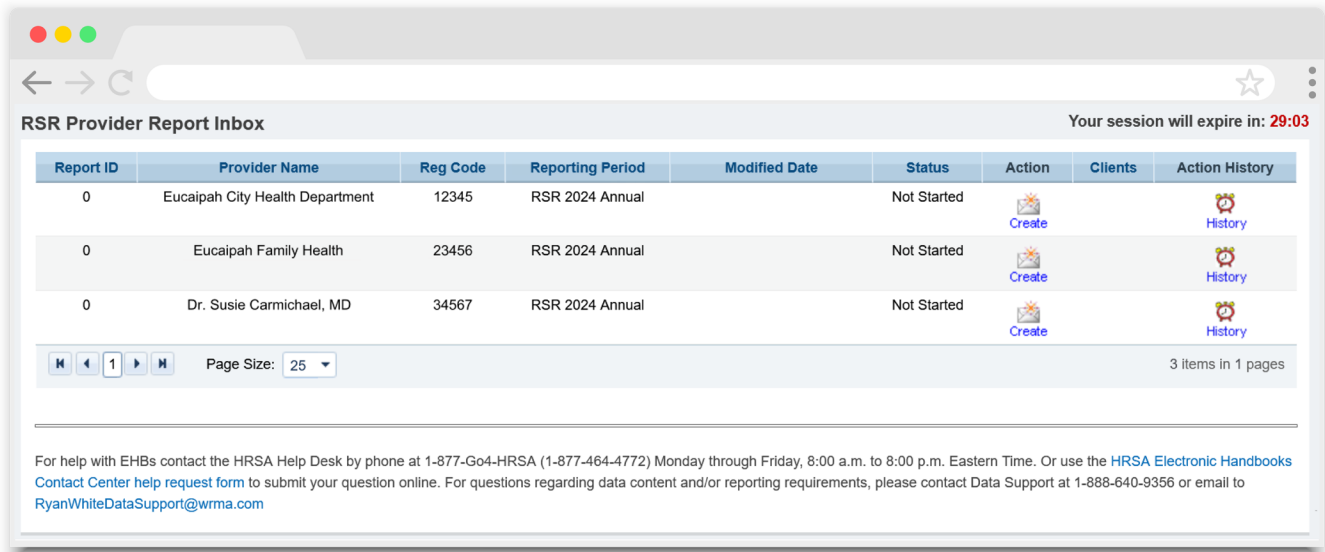 RSR Provider Report Inbox
Your session will expire in: 29:03
Report ID Provider Name Reg Code Reporting Period Modified Date Status Action Clients Action History
0 Eucaipah City Health Department 12345 RSR 2024 Annual Not Started Create History
0 Eucaipah Family Health 23456 RSR 2024 Annual Not Started Create History
0 Dr. Susie Carmichael, MD 34567 RSR 2024 Annual Not Started Create History
1 Page Size: 25 3 items in 1 pages
For help with EHBs contact the HRSA Help Desk by phone at 1-877-Go4-HRSA (1-877-464-4772) Monday through Friday, 8:00 a.m. to 8:00 p.m. Eastern Time. Or use the HRSA Electronic Handbooks
Contact Center help request form to submit your question online. For questions regarding data content and/or reporting requirements, please contact Data Support at 1-888-640-9356 or email to
RyanWhiteDataSupport@wrma.com